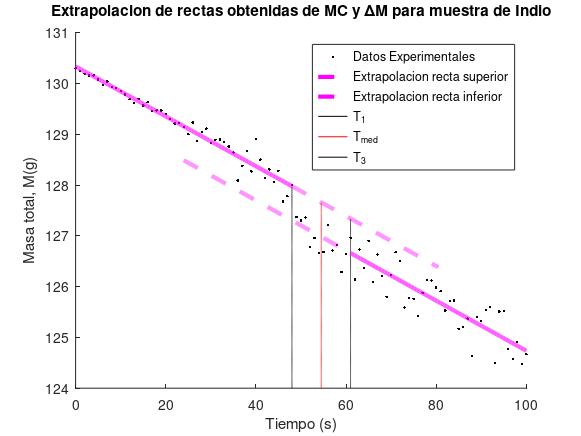 Extrapolacion de rectas obtenidas de MC y ΔM para muestra de Indio
131
130
129
128
127
126
125
124
Masa total, M(g)
Datos Experimentales
Extrapolacion recta superior
Extrapolacion recta inferior
T1
Tmed
T3
0
20
40
60
80
100
Tiempo (s)